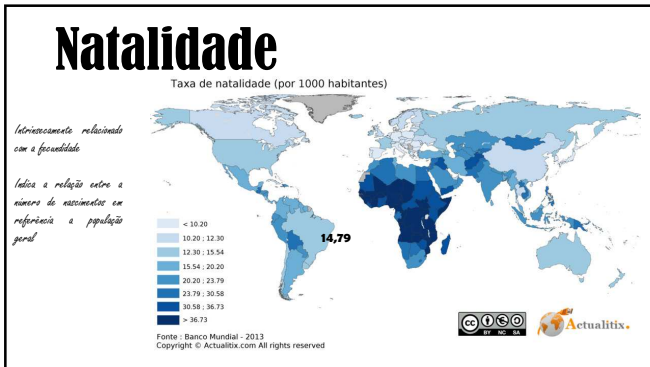 Natalidade
Taxa de natalidade (por 1000 habitantes)
Intrinsecamente relacionado
com a fecundidade
Indica a relação entre a
número de nascimentos em
referência a população
geral
14,79
< 10.20
10.20 ; 12.30
12.30 ; 15.54
15.54 ; 20.20
20.20 ; 23.79
23.79 ; 30.58
30.58 ; 36.73
> 36.73
Fonte : Banco Mundial - 2013
Copyright © Actualitix.com All rights reserved
cc
BY NC SA
Actualitix.